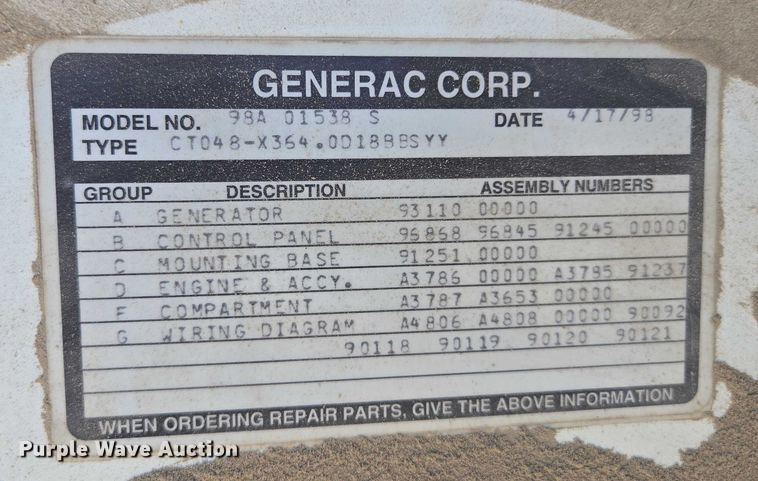 GENERAC CORP.
MODEL NO. 98A 01538 S DATE 4/17/98
TYPE CT048-X364.0D18BBSYY
GROUP DESCRIPTION ASSEMBLY NUMBERS
A GENERATOR 93110 00000
B CONTROL PANEL 96868 96845 91245 00000
C MOUNTING BASE 91251 00000
D ENGINE & ACCY. A3786 00000 A3785 91237
F COMPARTMENT A3787 A3653 00000
G WIRING DIAGRAM A4806 A4808 00000 90092
90118 90119 90120 90121
WHEN ORDERING REPAIR PARTS, GIVE THE ABOVE INFORMATION
Purple Wave Auction